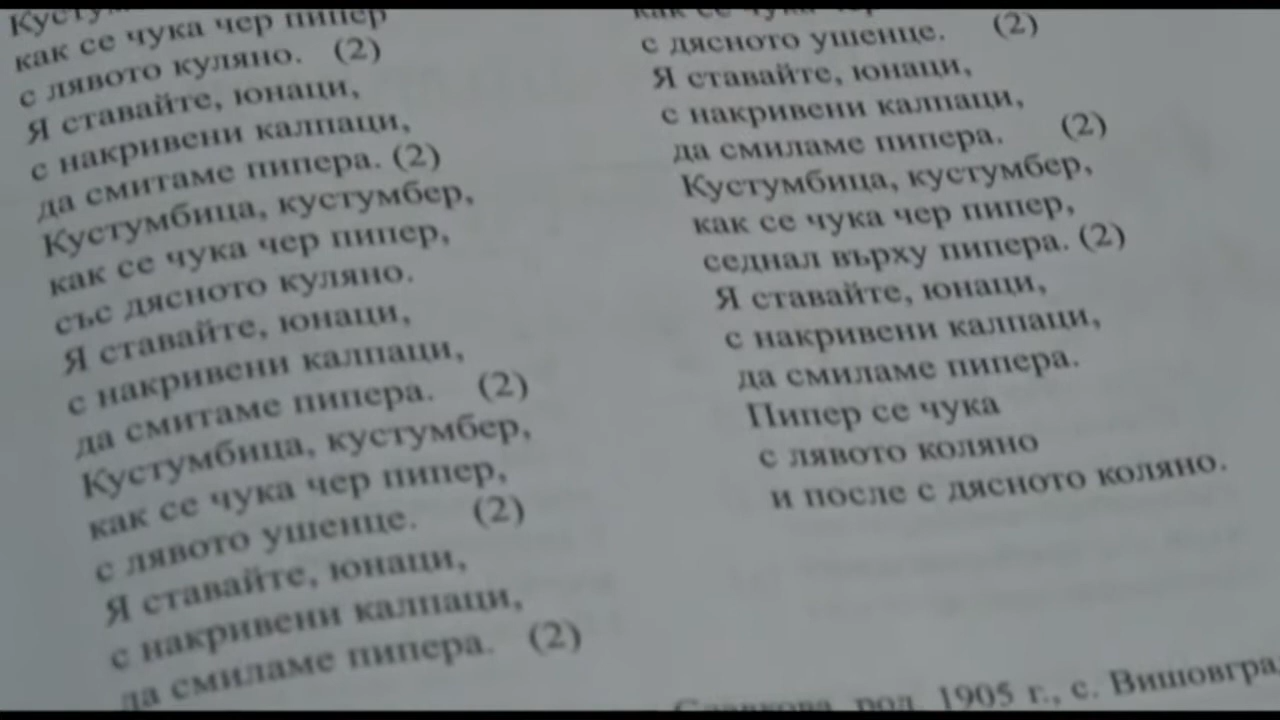 как се чука чер пипер
с лявото куляно. (2)
Я ставайте, юнаци,
с накривени калпаци,
да смитаме пипера. (2)
Кустумбица, кустумбер,
как се чука чер пипер,
със дясното куляно.
Я ставайте, юнаци,
с накривени калпаци,
да смитаме пипера. (2)
Кустумбица, кустумбер,
как се чука чер пипер,
с лявото ушенце. (2)
Я ставайте, юнаци,
с накривени калпаци,
да смиламе пипера. (2)
как се чука
с дясното ушенце. (2)
Я ставайте, юнаци,
с накривени калпаци,
да смиламе пипера. (2)
Кустумбица, кустумбер,
как се чука чер пипер,
седнал върху пипера. (2)
Я ставайте, юнаци,
с накривени калпаци,
да смиламе пипера.
Пипер се чука
с лявото коляно
и после с дясното коляно.
род. 1905 г., с.